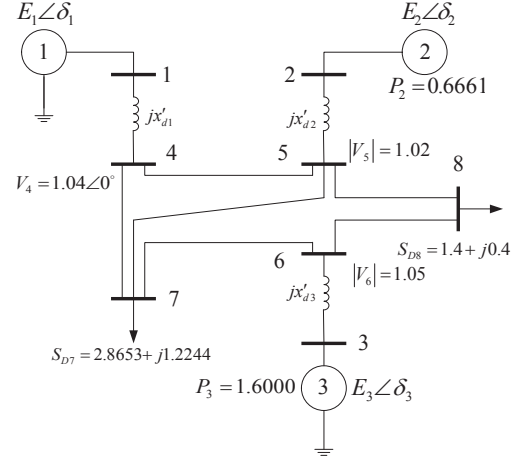 E₁∠δ₁
E₂∠δ₂
1
2
1
2
P₂ = 0.6661
jx′d1
jx′d2
4
5
|V₅| = 1.02
8
V₄ = 1.04∠0°
S_D8 = 1.4 + j0.4
6
|V₆| = 1.05
7
jx′d3
S_D7 = 2.8653 + j1.2244
3
P₃ = 1.6000
3
E₃∠δ₃